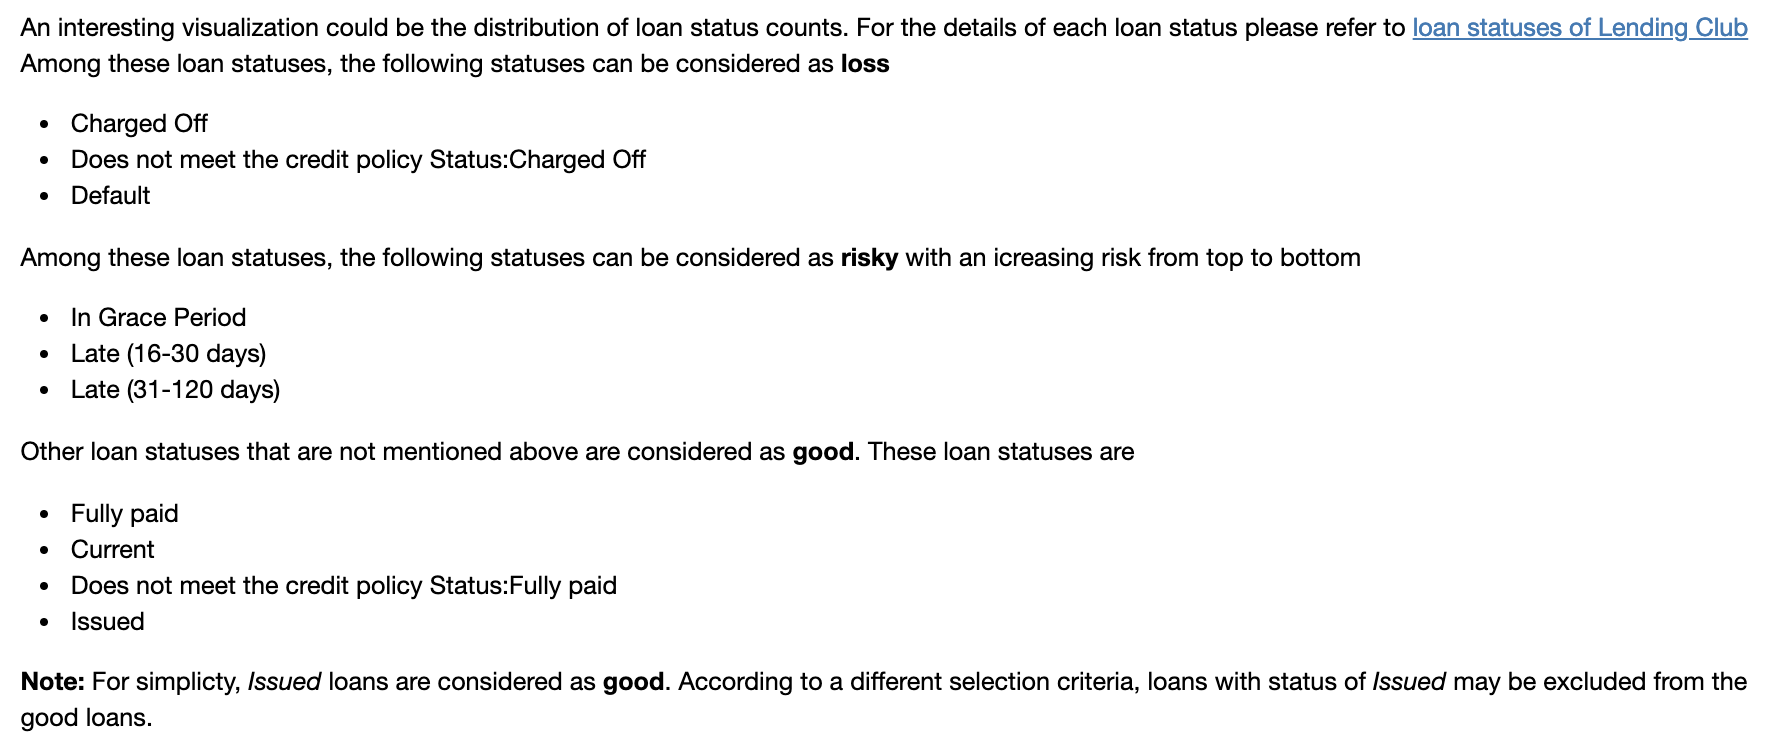 An interesting visualization could be the distribution of loan status counts. For the details of each loan status please refer to loan statuses of Lending Club
Among these loan statuses, the following statuses can be considered as loss
• Charged Off
• Does not meet the credit policy Status:Charged Off
• Default
Among these loan statuses, the following statuses can be considered as risky with an icreasing risk from top to bottom
• In Grace Period
• Late (16-30 days)
• Late (31-120 days)
Other loan statuses that are not mentioned above are considered as good. These loan statuses are
• Fully paid
• Current
• Does not meet the credit policy Status:Fully paid
• Issued
Note: For simplicty, Issued loans are considered as good. According to a different selection criteria, loans with status of Issued may be excluded from the
good loans.